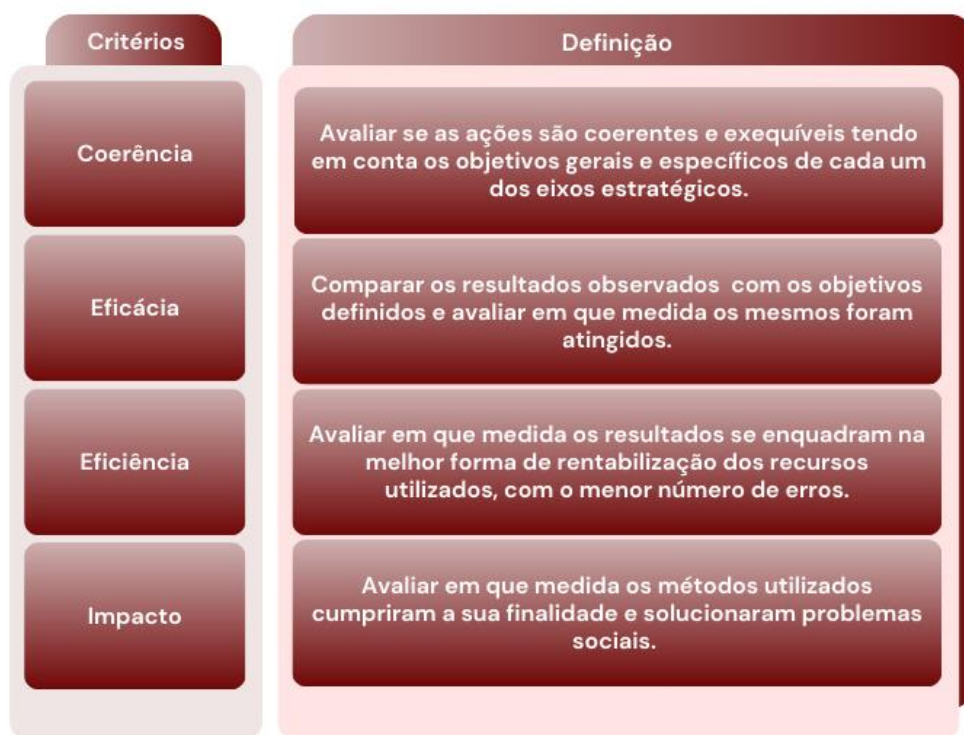 Critérios
Definição
Coerência
Avaliar se as ações são coerentes e exequíveis tendo
em conta os objetivos gerais e específicos de cada um
dos eixos estratégicos.
Eficácia
Comparar os resultados observados com os objetivos
definidos e avaliar em que medida os mesmos foram
atingidos.
Eficiência
Avaliar em que medida os resultados se enquadram na
melhor forma de rentabilização dos recursos
utilizados, com o menor número de erros.
Impacto
Avaliar em que medida os métodos utilizados
cumpriram a sua finalidade e solucionaram problemas
sociais.